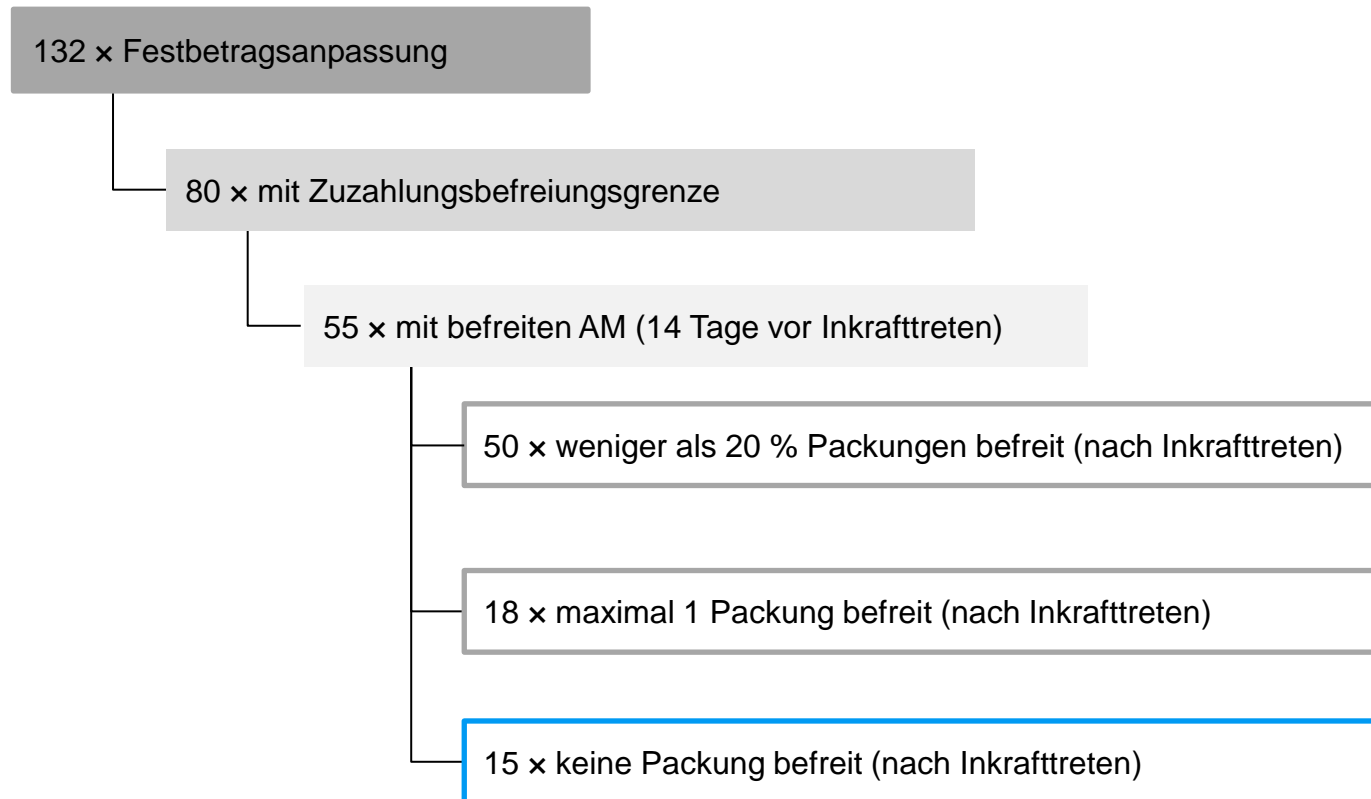 132 × Festbetragsanpassung
80 × mit Zuzahlungsbefreiungsgrenze
55 × mit befreiten AM (14 Tage vor Inkrafttreten)
50 × weniger als 20 % Packungen befreit (nach Inkrafttreten)
18 × maximal 1 Packung befreit (nach Inkrafttreten)
15 × keine Packung befreit (nach Inkrafttreten)